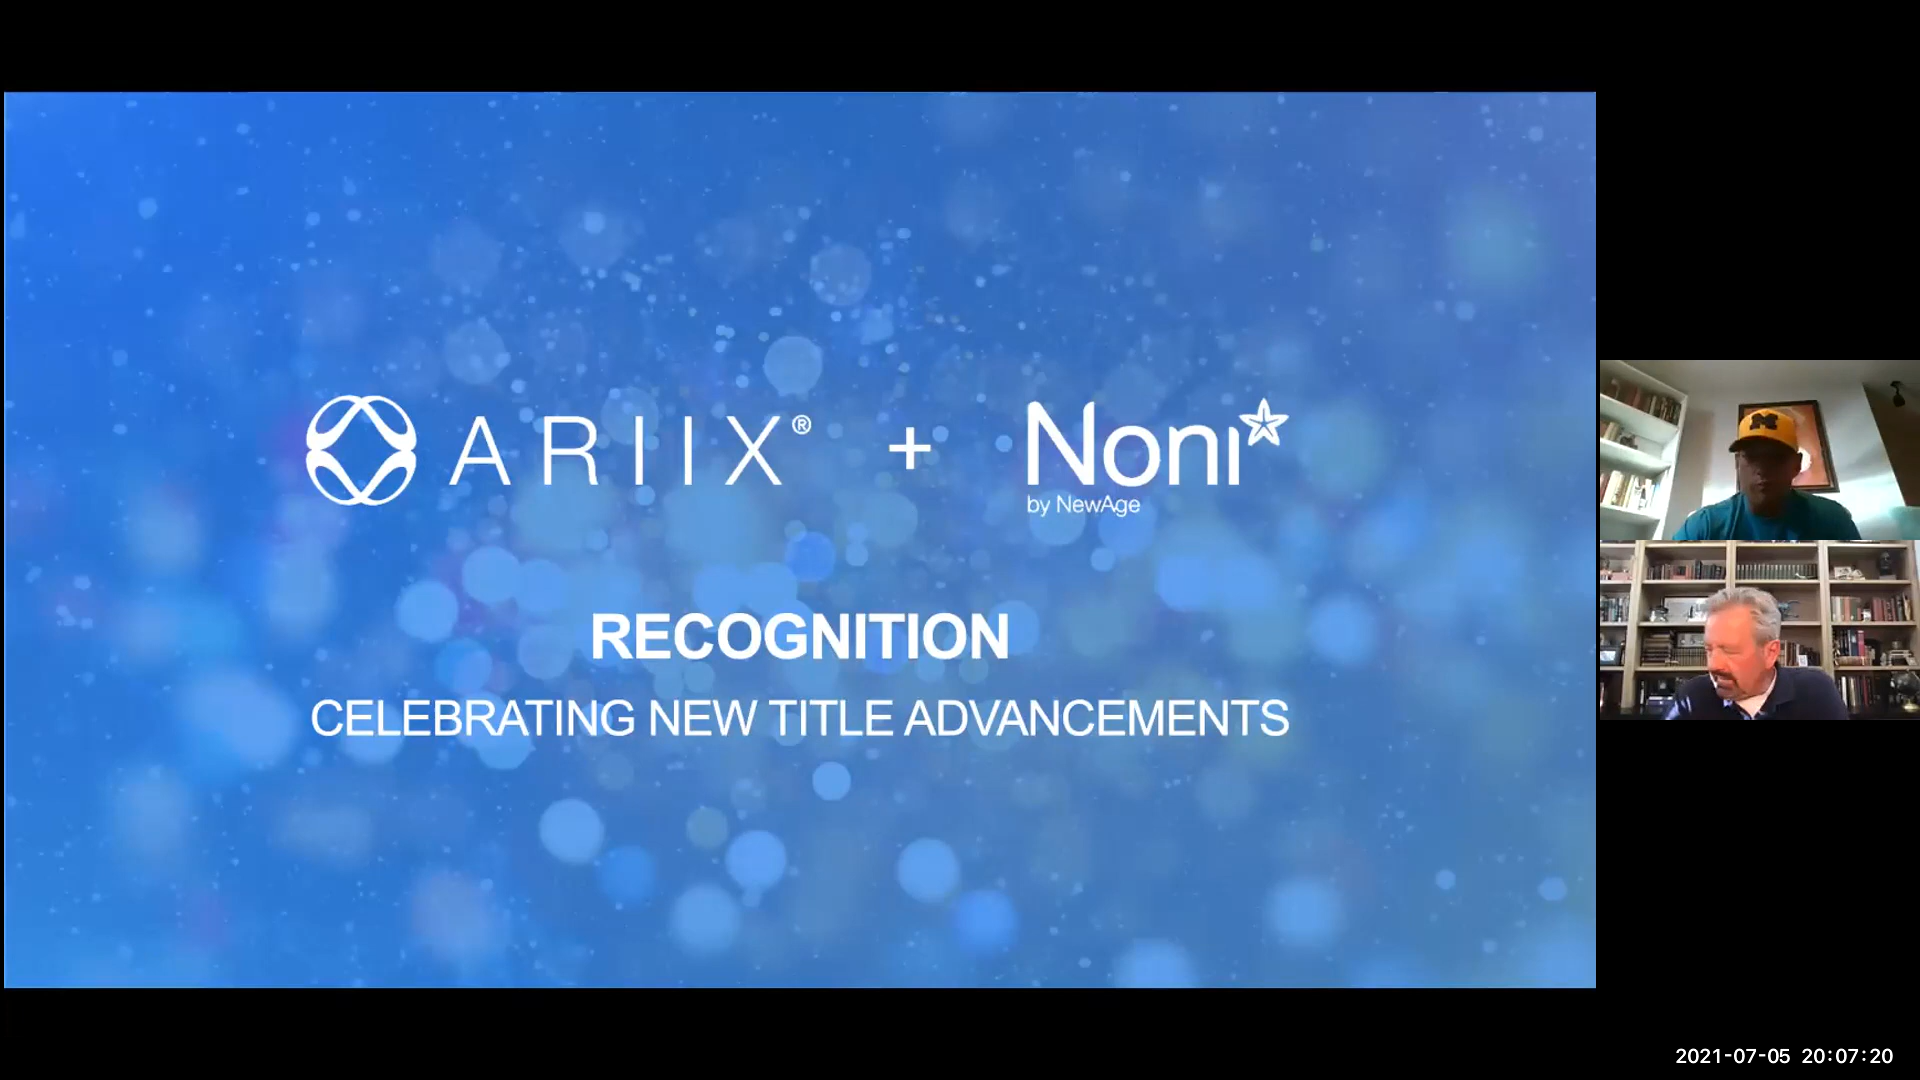 ARIIX® + Noni
by NewAge
RECOGNITION
CELEBRATING NEW TITLE ADVANCEMENTS
M
2021-07-05 20:07:20